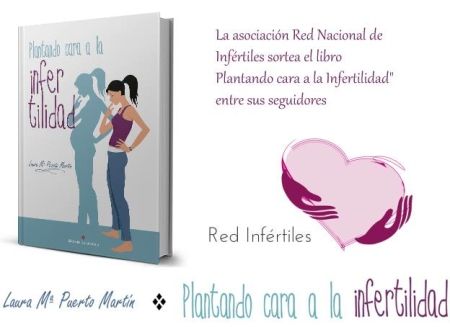 Plantando cara a la
infer
tilidad
Laura Mª Puerto Martín
La asociación Red Nacional de
Infértiles sortea el libro
Plantando cara a la Infertilidad"
entre sus seguidores
Red Infértiles
Laura Mª Puerto Martín ❖ Plantando cara a la infertilidad